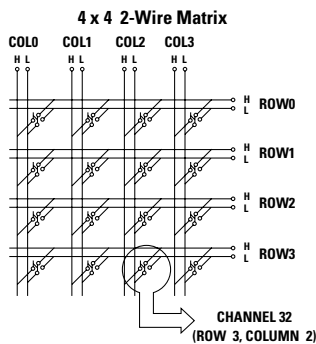 4 x 4 2-Wire Matrix
COL0 COL1 COL2 COL3
H L H L H L H L
H
L
ROW0
H
L
ROW1
H
L
ROW2
H
L
ROW3
CHANNEL 32
(ROW 3, COLUMN 2)